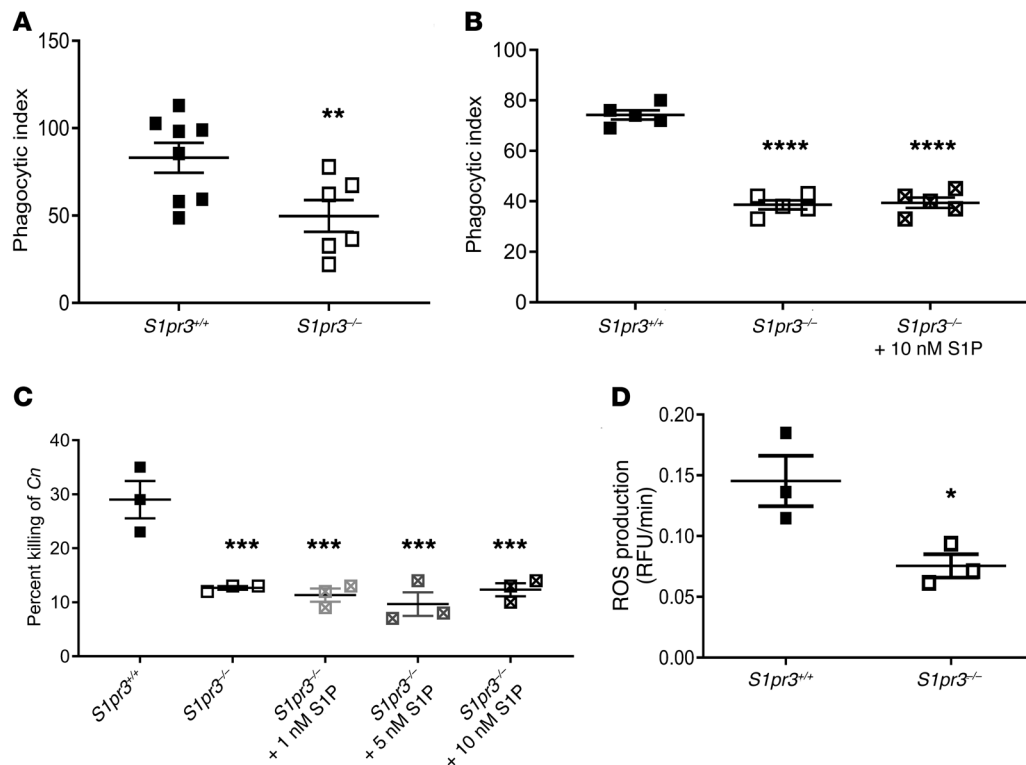 A
Phagocytic index
150
100
50
0
**
S1pr3+/+
S1pr3–/–
B
Phagocytic index
100
80
60
40
20
0
****
****
S1pr3+/+
S1pr3–/–
S1pr3–/–
+ 10 nM S1P
C
Percent killing of Cn
40
30
20
10
0
***
***
***
***
S1pr3+/+
S1pr3–/–
S1pr3–/–
+ 1 nM S1P
S1pr3–/–
+ 5 nM S1P
S1pr3–/–
+ 10 nM S1P
D
ROS production
(RFU/min)
0.20
0.15
0.10
0.05
0.00
*
S1pr3+/+
S1pr3–/–